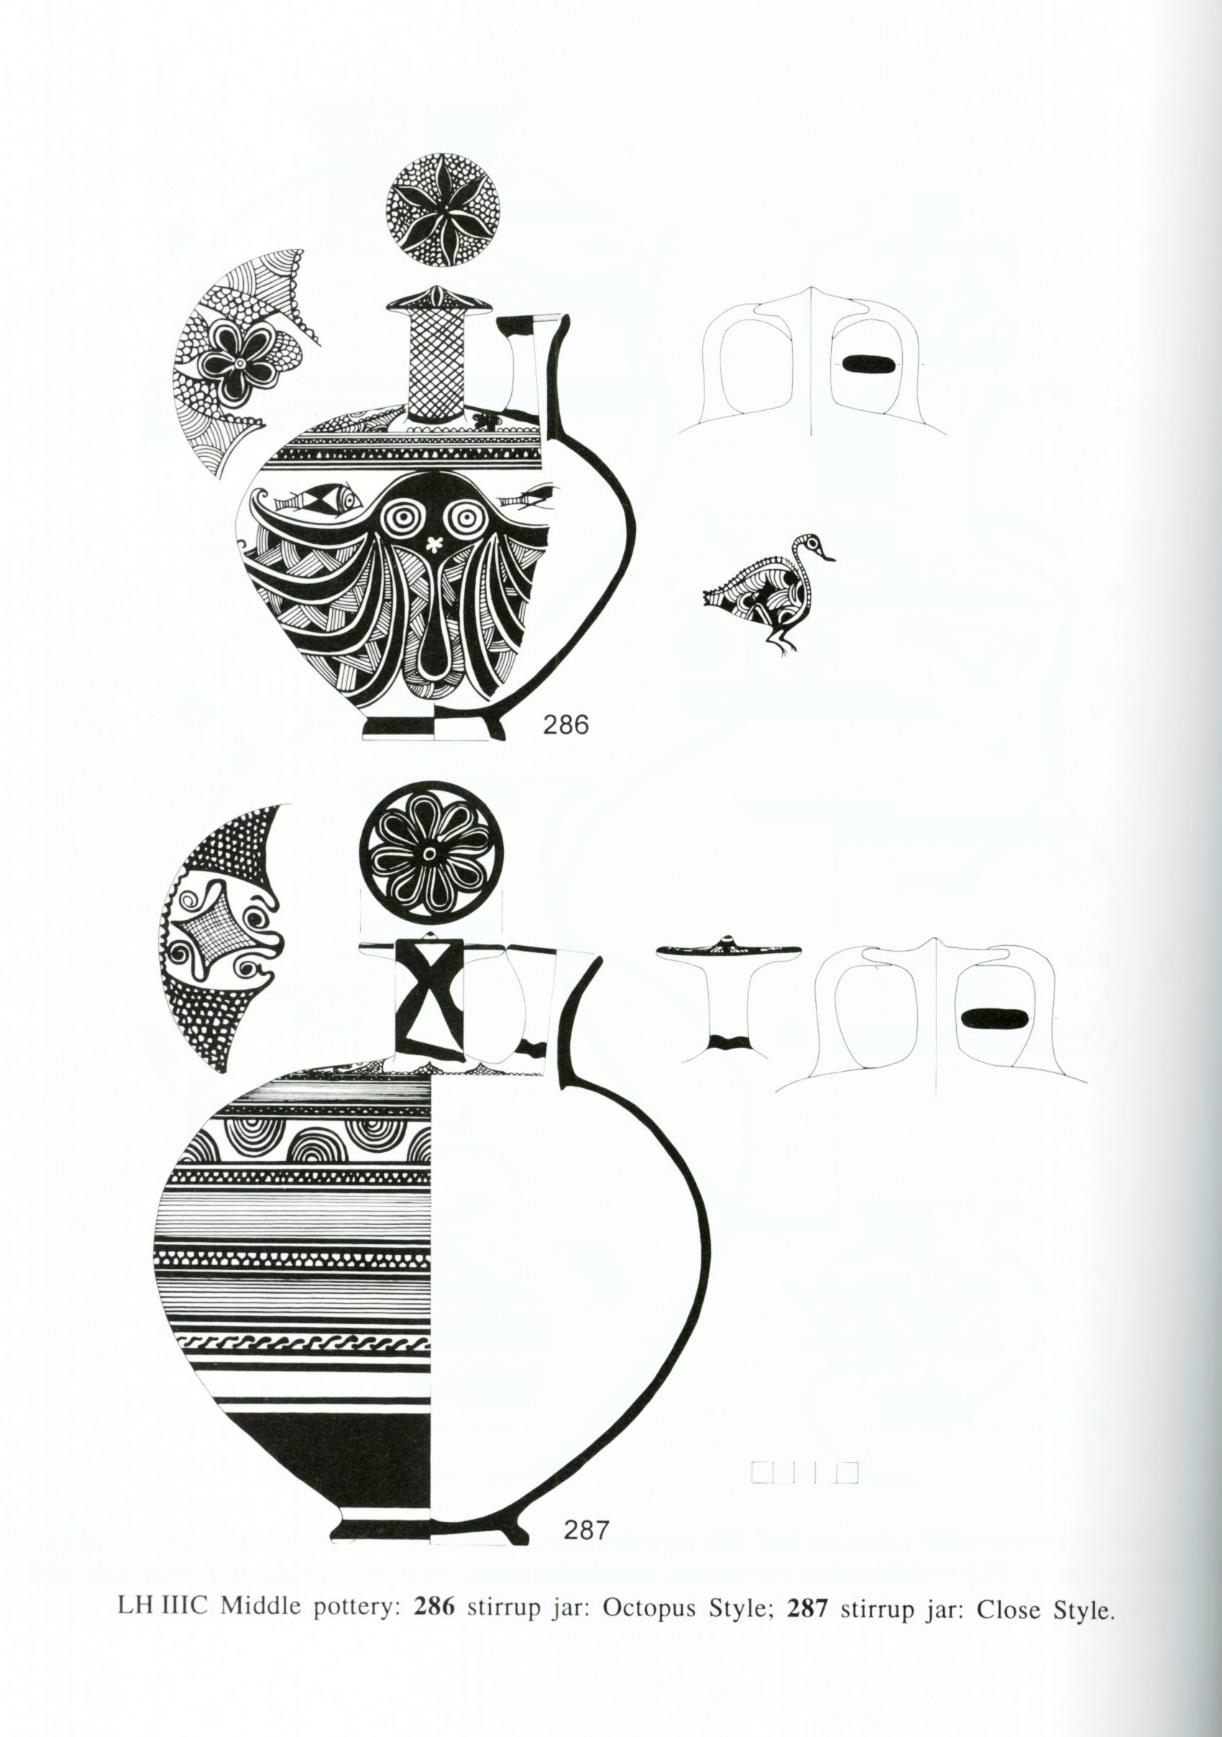 286
287
LH IIIC Middle pottery: 286 stirrup jar: Octopus Style; 287 stirrup jar: Close Style.